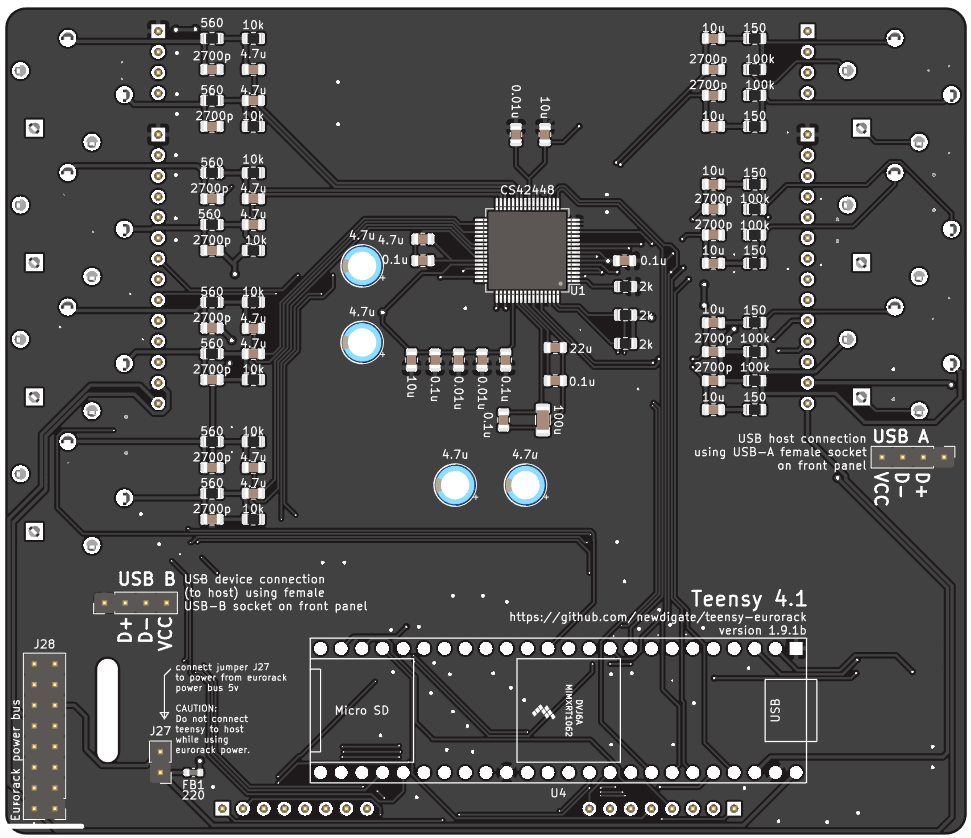 560 10k
2700p 4.7u
560 4.7u
2700p 10k
560 10k
2700p 4.7u
560 4.7u
2700p 10k
560 10k
2700p 4.7u
560 4.7u
2700p 10k
560 10k
2700p 4.7u
560 4.7u
2700p 10k
0.01u
10u
CS42448
U1
4.7u
4.7u
0.1u
4.7u
0.1u
2k
2k
2k
22u
0.1u
10u
0.1u
0.01u
0.01u
0.1u
0.1u
100u
4.7u
4.7u
10u 150
2700p 100k
2700p 100k
10u 150
10u 150
2700p 100k
2700p 100k
10u 150
10u 150
2700p 100k
2700p 100k
10u 150
USB host connection
using USB-A female socket
on front panel
USB A
VCC
D-
D+
USB B
USB device connection
(to host) using female
USB-B socket on front panel
D+
D-
VCC
Teensy 4.1
https://github.com/newdigate/teensy-eurorack
version 1.9.1b
J28
Eurorack power bus
connect jumper J27
to power from eurorack
power bus 5v
CAUTION:
Do not connect
teensy to host
while using
eurorack power.
J27
FB1
220
Micro SD
MIMXRT1062
DVJ6A
USB
U4